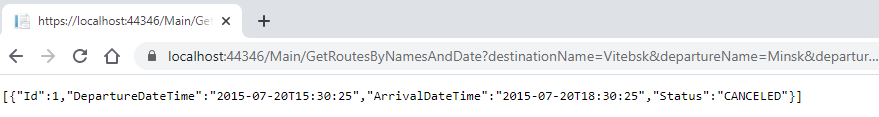 https://localhost:44346/Main/Get
localhost:44346/Main/GetRoutesByNamesAndDate?destinationName=Vitebsk&departureName=Minsk&departur...
[{"Id":1,"DepartureDateTime":"2015-07-20T15:30:25","ArrivalDateTime":"2015-07-20T18:30:25","Status":"CANCELED"}]